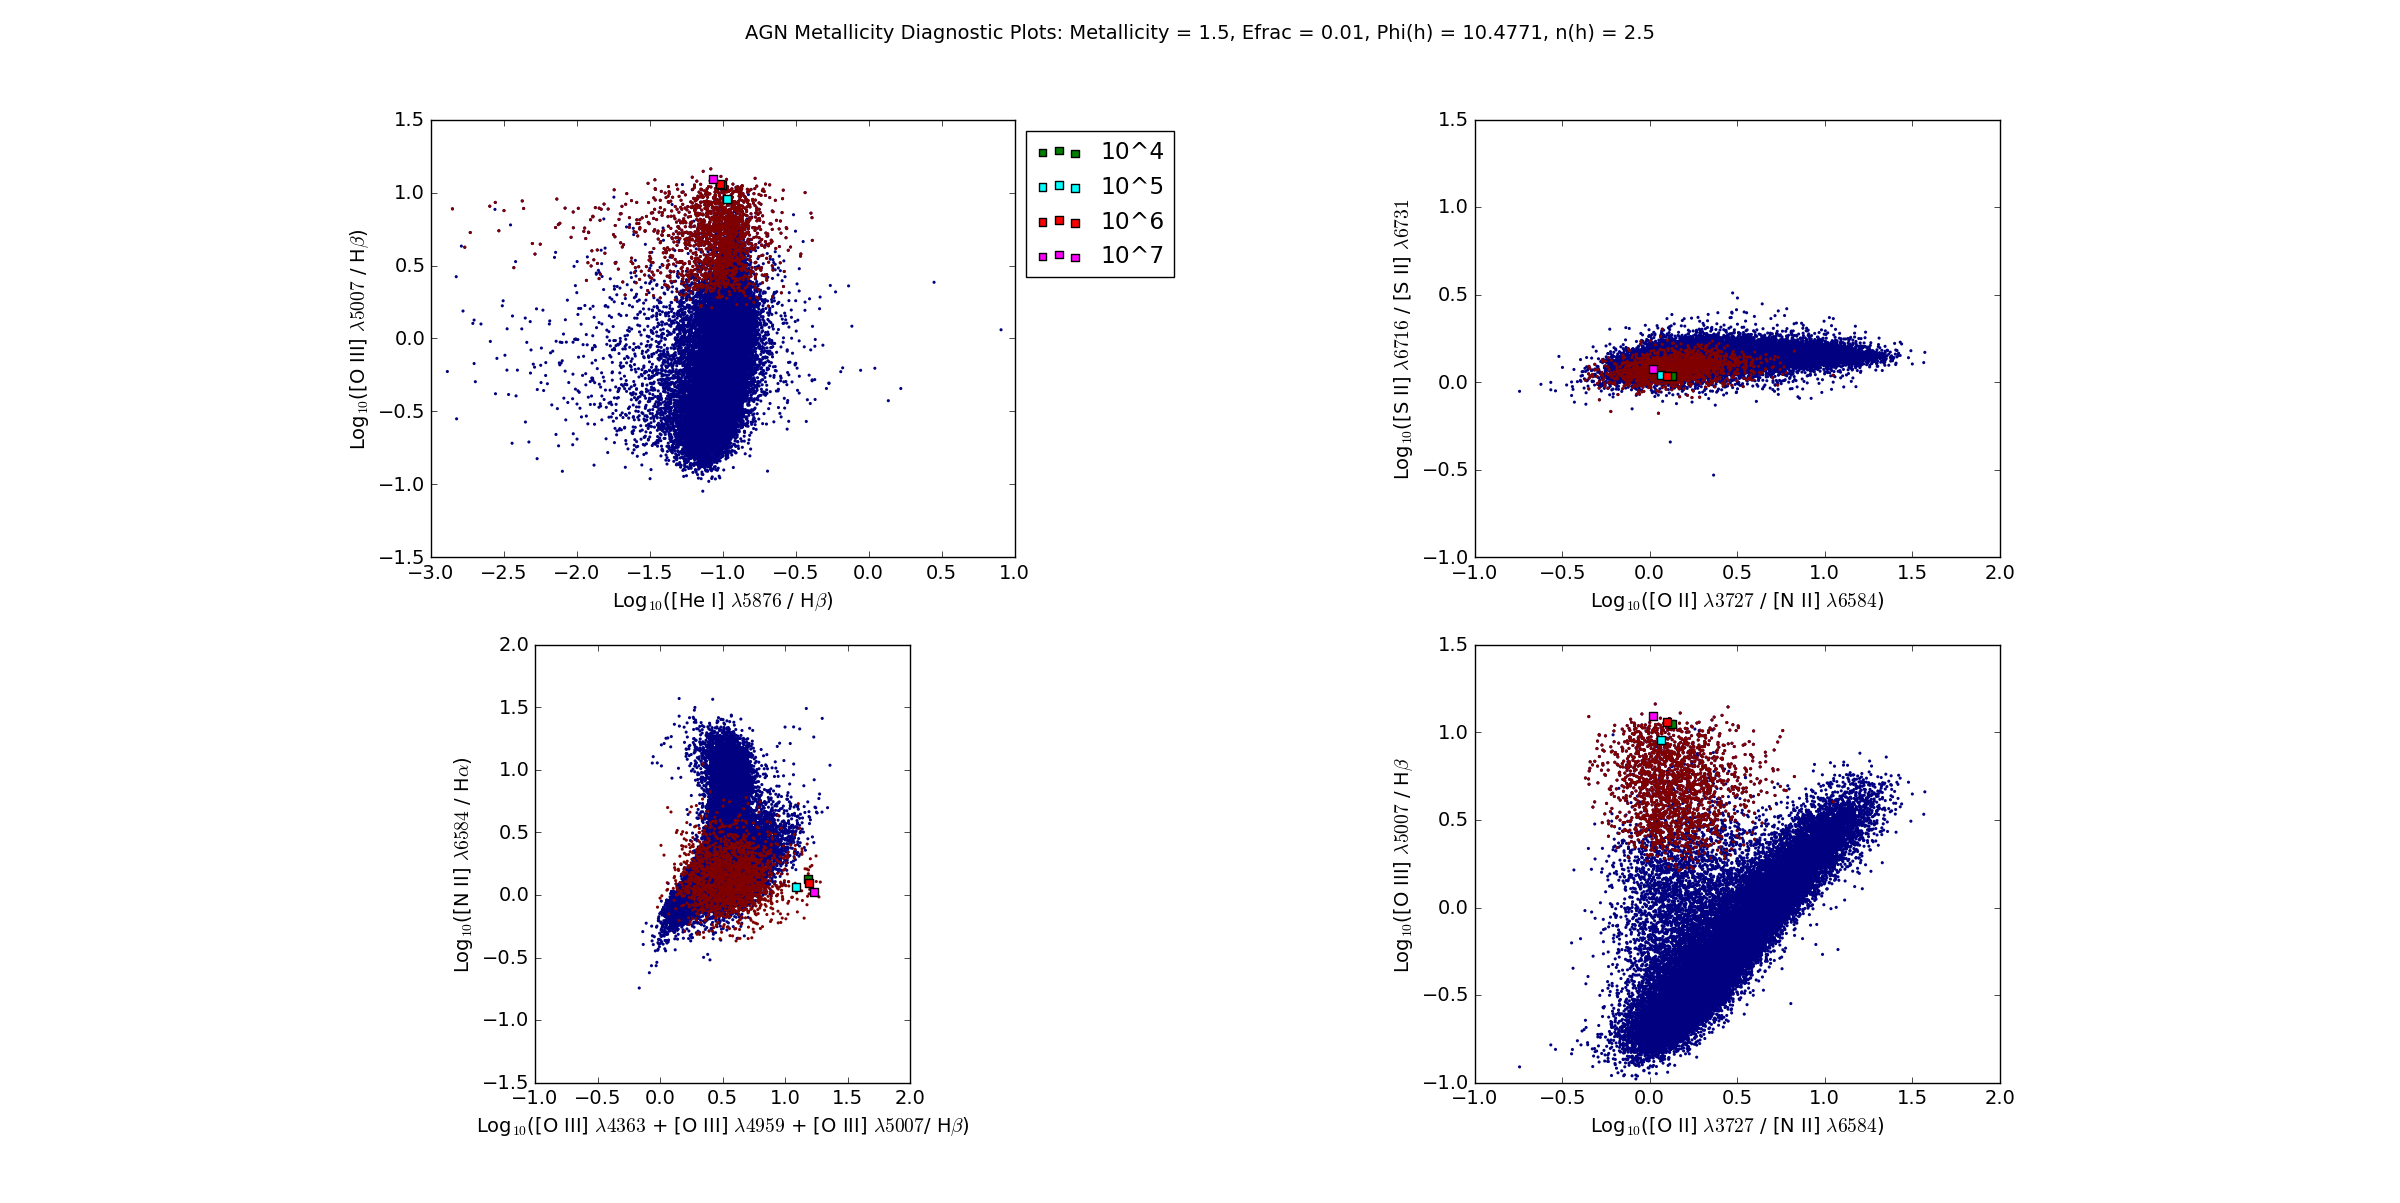 AGN Metallicity Diagnostic Plots: Metallicity = 1.5, Efrac = 0.01, Phi(h) = 10.4771, n(h) = 2.5
1.5
1.0
0.5
0.0
−0.5
−1.0
−1.5
Log₁₀([O III] λ5007 / Hβ)
−3.0 −2.5 −2.0 −1.5 −1.0 −0.5 0.0 0.5 1.0
Log₁₀([He I] λ5876 / Hβ)
10^4
10^5
10^6
10^7
1.5
1.0
0.5
0.0
−0.5
−1.0
Log₁₀([S II] λ6716 / [S II] λ6731
−1.0 −0.5 0.0 0.5 1.0 1.5 2.0
Log₁₀([O II] λ3727 / [N II] λ6584)
2.0
1.5
1.0
0.5
0.0
−0.5
−1.0
−1.5
Log₁₀([N II] λ6584 / Hα)
−1.0 −0.5 0.0 0.5 1.0 1.5 2.0
Log₁₀([O III] λ4363 + [O III] λ4959 + [O III] λ5007/ Hβ)
1.5
1.0
0.5
0.0
−0.5
−1.0
Log₁₀([O III] λ5007 / Hβ
−1.0 −0.5 0.0 0.5 1.0 1.5 2.0
Log₁₀([O II] λ3727 / [N II] λ6584)